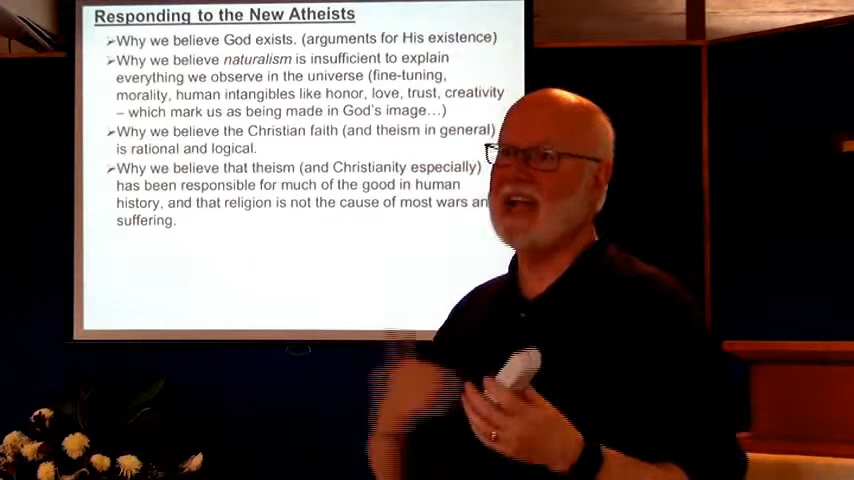 Responding to the New Atheists
➢Why we believe God exists. (arguments for His existence)
➢Why we believe naturalism is insufficient to explain
everything we observe in the universe (fine-tuning,
morality, human intangibles like honor, love, trust, creativity
– which mark us as being made in God's image…)
➢Why we believe the Christian faith (and theism in general)
is rational and logical.
➢Why we believe that theism (and Christianity especially)
has been responsible for much of the good in human
history, and that religion is not the cause of most wars an
suffering.